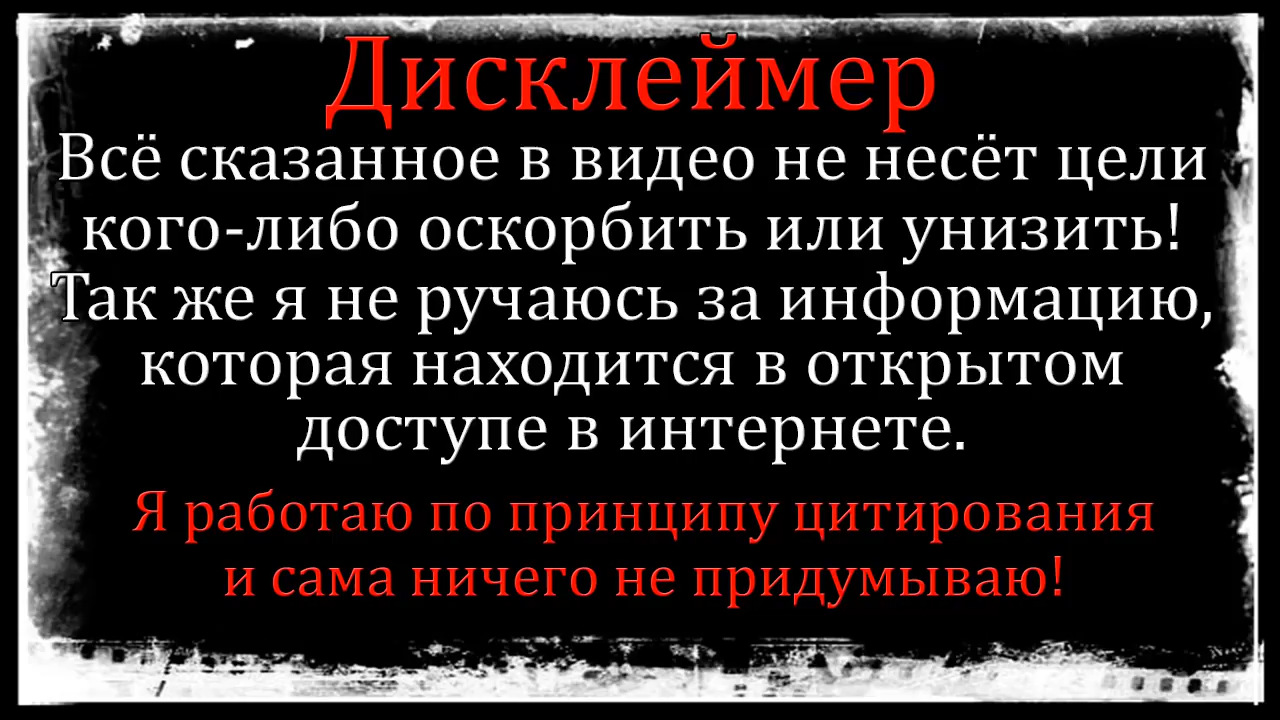 Дисклеймер
Всё сказанное в видео не несёт цели
кого-либо оскорбить или унизить!
Так же я не ручаюсь за информацию,
которая находится в открытом
доступе в интернете.
Я работаю по принципу цитирования
и сама ничего не придумываю!